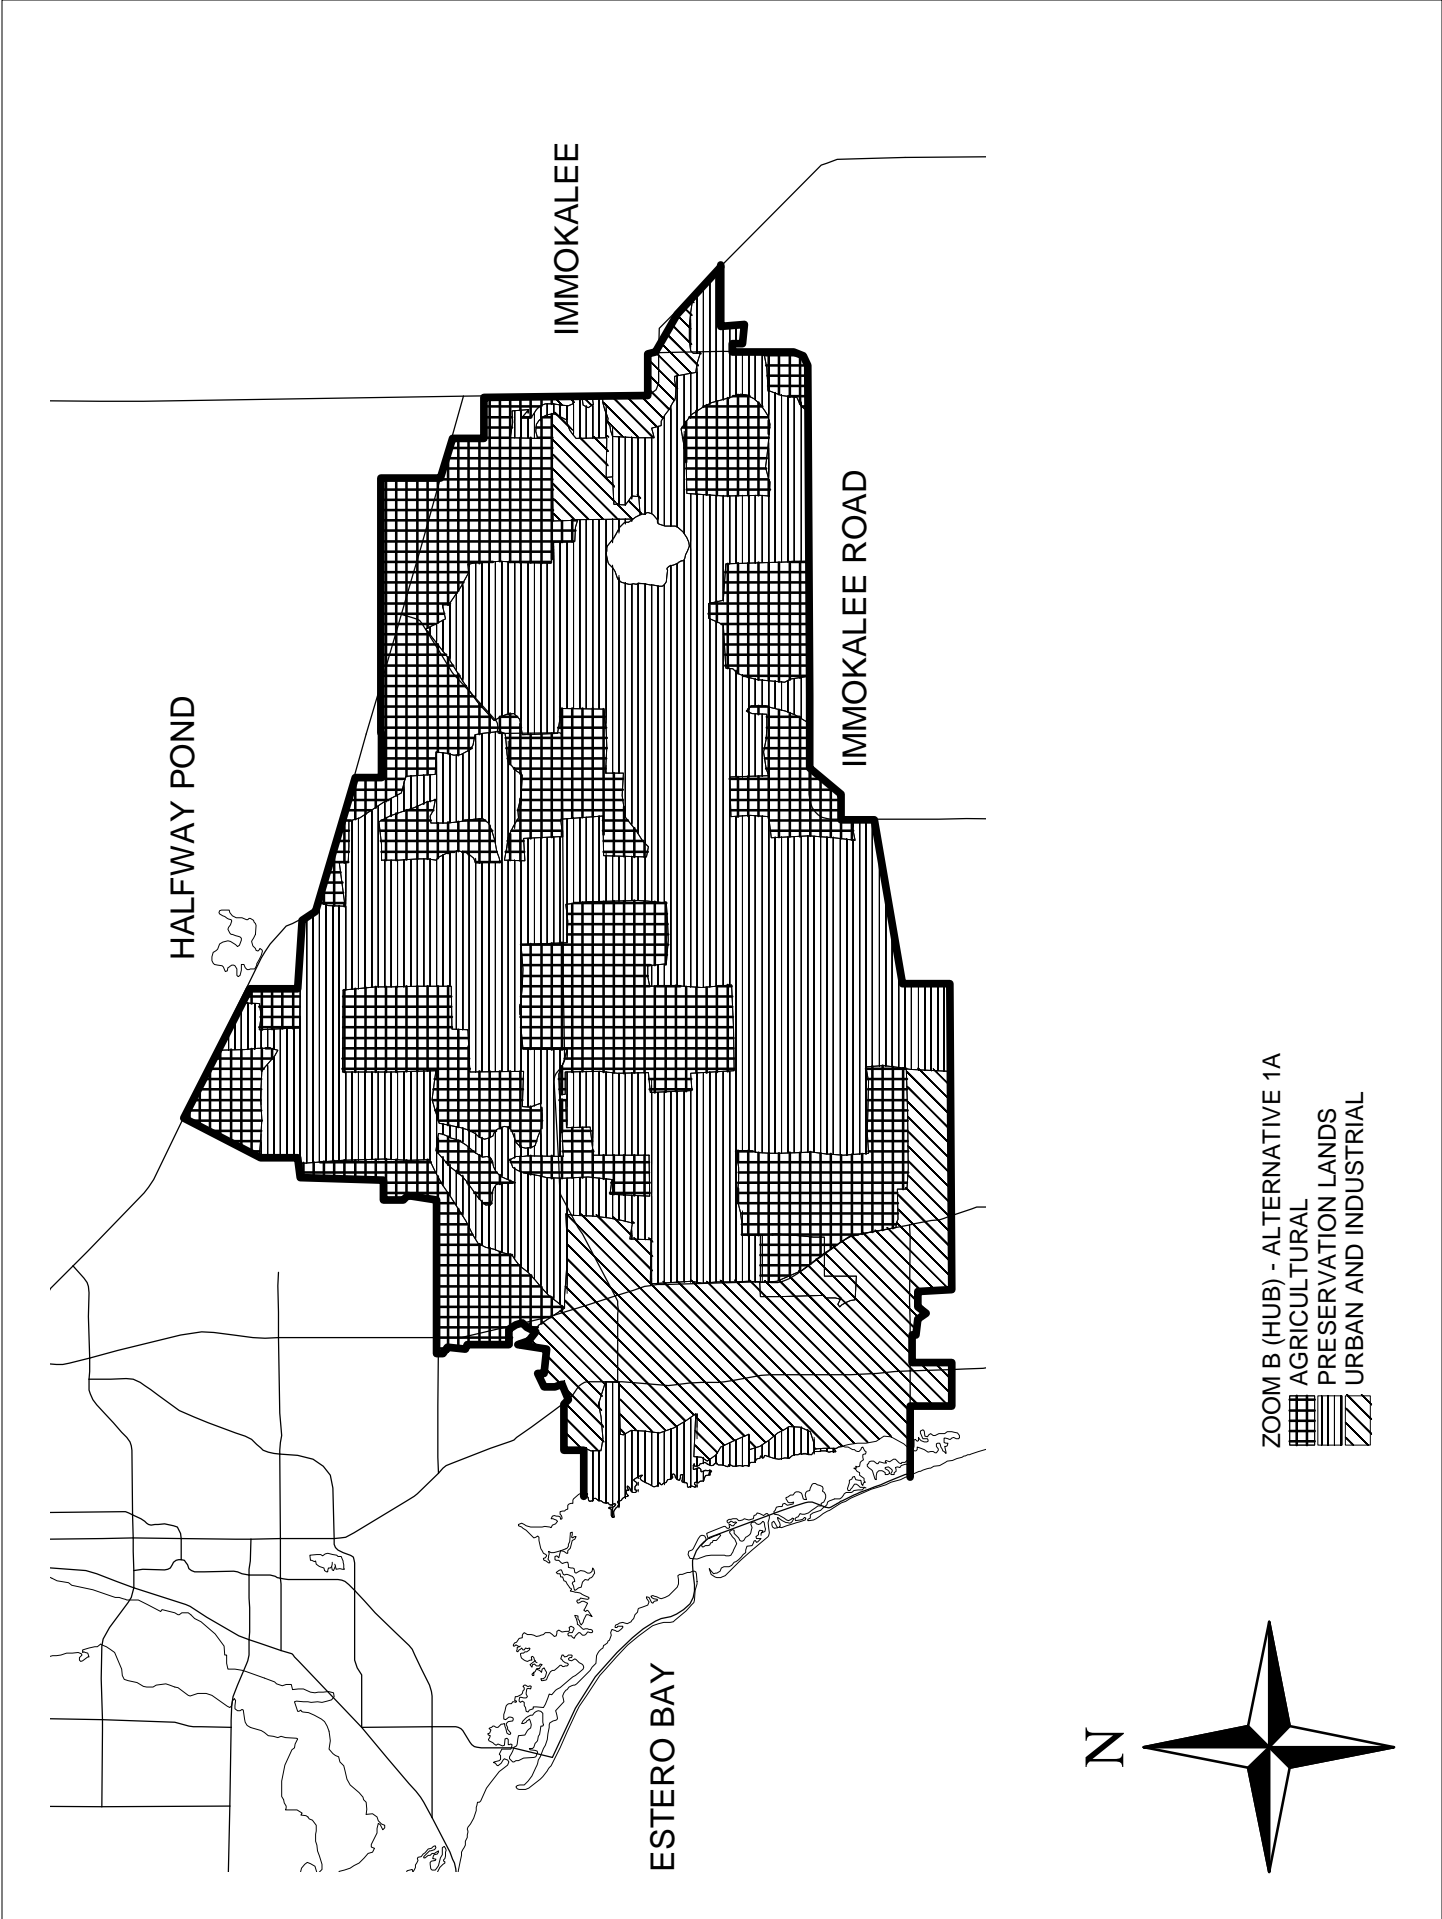 HALFWAY POND
IMMOKALEE
IMMOKALEE ROAD
ESTERO BAY
N
ZOOM B (HUB) - ALTERNATIVE 1A
AGRICULTURAL
PRESERVATION LANDS
URBAN AND INDUSTRIAL